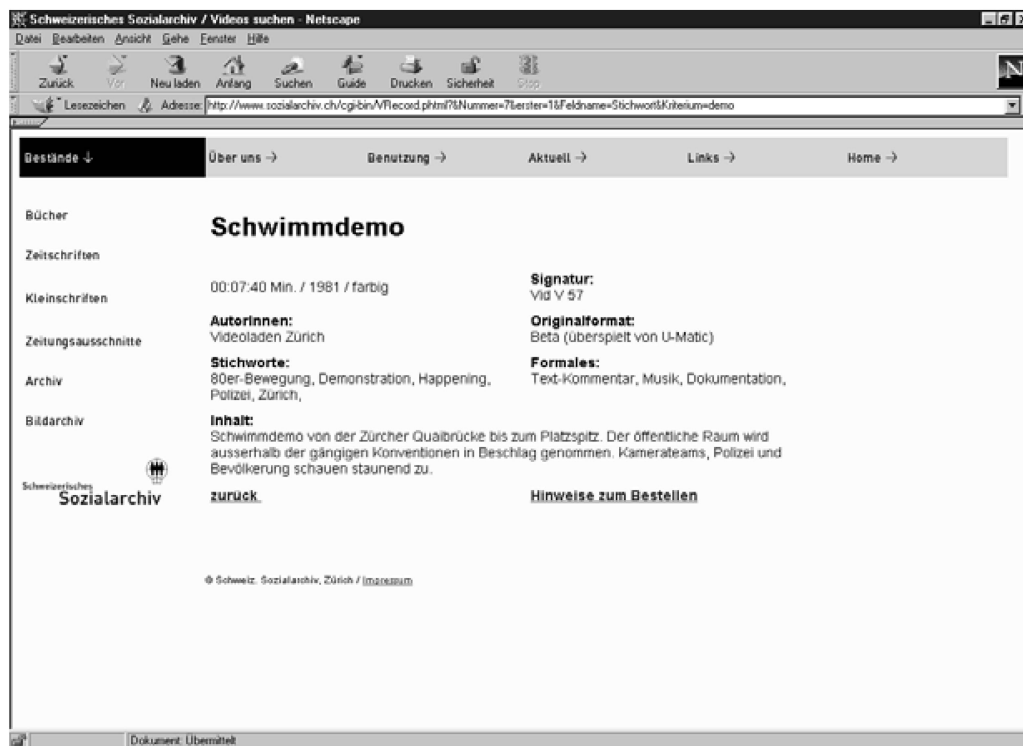 Schweizerisches Sozialarchiv / Videos suchen - Netscape
Datei Bearbeiten Ansicht Gehe Fenster Hilfe
Zurück Vor Neu laden Anfang Suchen Guide Drucken Sicherheit Stop
Lesezeichen Adresse: http://www.sozialarchiv.ch/cgi-bin/VRecord.phtml?&Nummer=7&erster=1&Feldname=Stichwort&Kriterium=demo
Bestände ↓ Über uns → Benutzung → Aktuell → Links → Home →
Bücher
Zeitschriften
Kleinschriften
Zeitungsausschnitte
Archiv
Bildarchiv
Schweizerisches
Sozialarchiv
Schwimmdemo
00:07:40 Min. / 1981 / farbig
Signatur:
Vid V 57
AutorInnen:
Videoladen Zürich
Originalformat:
Beta (überspielt von U-Matic)
Stichworte:
80er-Bewegung, Demonstration, Happening,
Polizei, Zürich,
Formales:
Text-Kommentar, Musik, Dokumentation,
Inhalt:
Schwimmdemo von der Zürcher Quaibrücke bis zum Platzspitz. Der öffentliche Raum wird
ausserhalb der gängigen Konventionen in Beschlag genommen. Kamerateams, Polizei und
Bevölkerung schauen staunend zu.
zurück Hinweise zum Bestellen
© Schweiz. Sozialarchiv, Zürich / Impressum
Dokument: Übermittelt